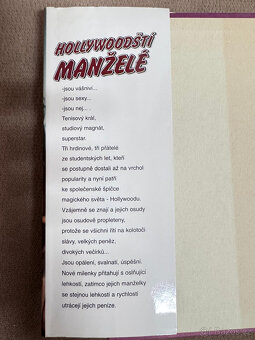 HOLLYWOODŠTÍ
MANŽELÉ
-jsou vášniví...
-jsou sexy...
-jsou nej... .
Tenisový král,
studiový magnát,
superstar.
Tři hrdinové, tři přátelé
ze studentských let, kteří
se postupně dostali až na vrchol
popularity a nyní patří
ke společenské špičce
magického světa - Hollywoodu.
Vzájemně se znají a jejich osudy
jsou osudově propleteny,
protože se všichni řítí na kolotoči
slávy, velkých peněz,
divokých večírků...
Jsou opálení, svalnatí, úspěšní.
Nové milenky přitahují s oslňující
lehkostí, zatímco jejich manželky
se stejnou lehkostí a rychlostí
utrácejí jejich peníze.